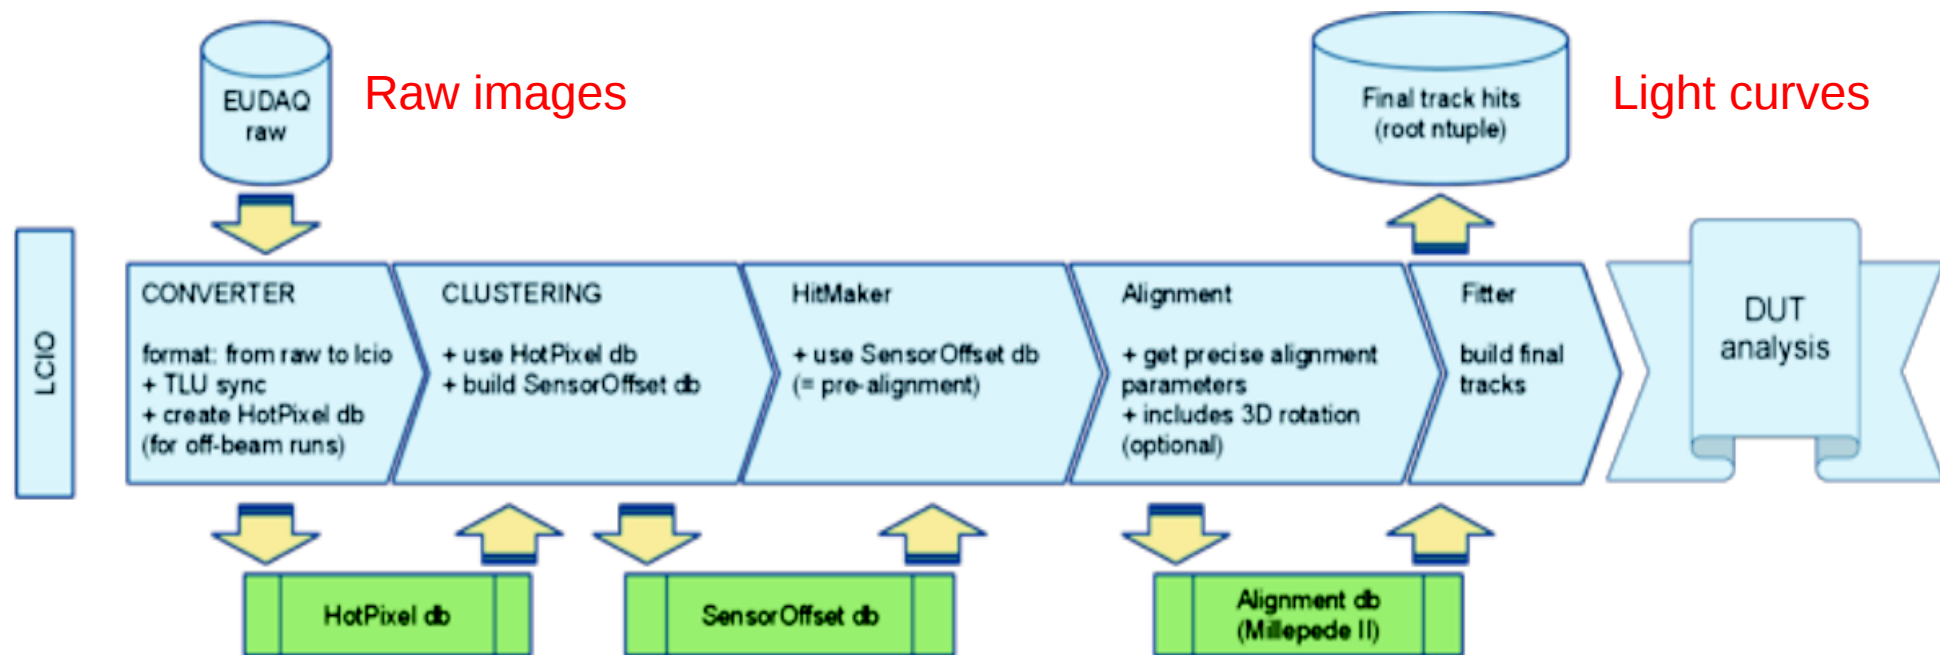 EUDAQ
raw
Raw images
Final track hits
(root ntuple)
Light curves
LCIO
CONVERTER
format: from raw to lcio
+ TLU sync
+ create HotPixel db
(for off-beam runs)
CLUSTERING
+ use HotPixel db
+ build SensorOffset db
HitMaker
+ use SensorOffset db
(= pre-alignment)
Alignment
+ get precise alignment
parameters
+ includes 3D rotation
(optional)
Fitter
build final
tracks
DUT
analysis
HotPixel db
SensorOffset db
Alignment db
(Millepede II)